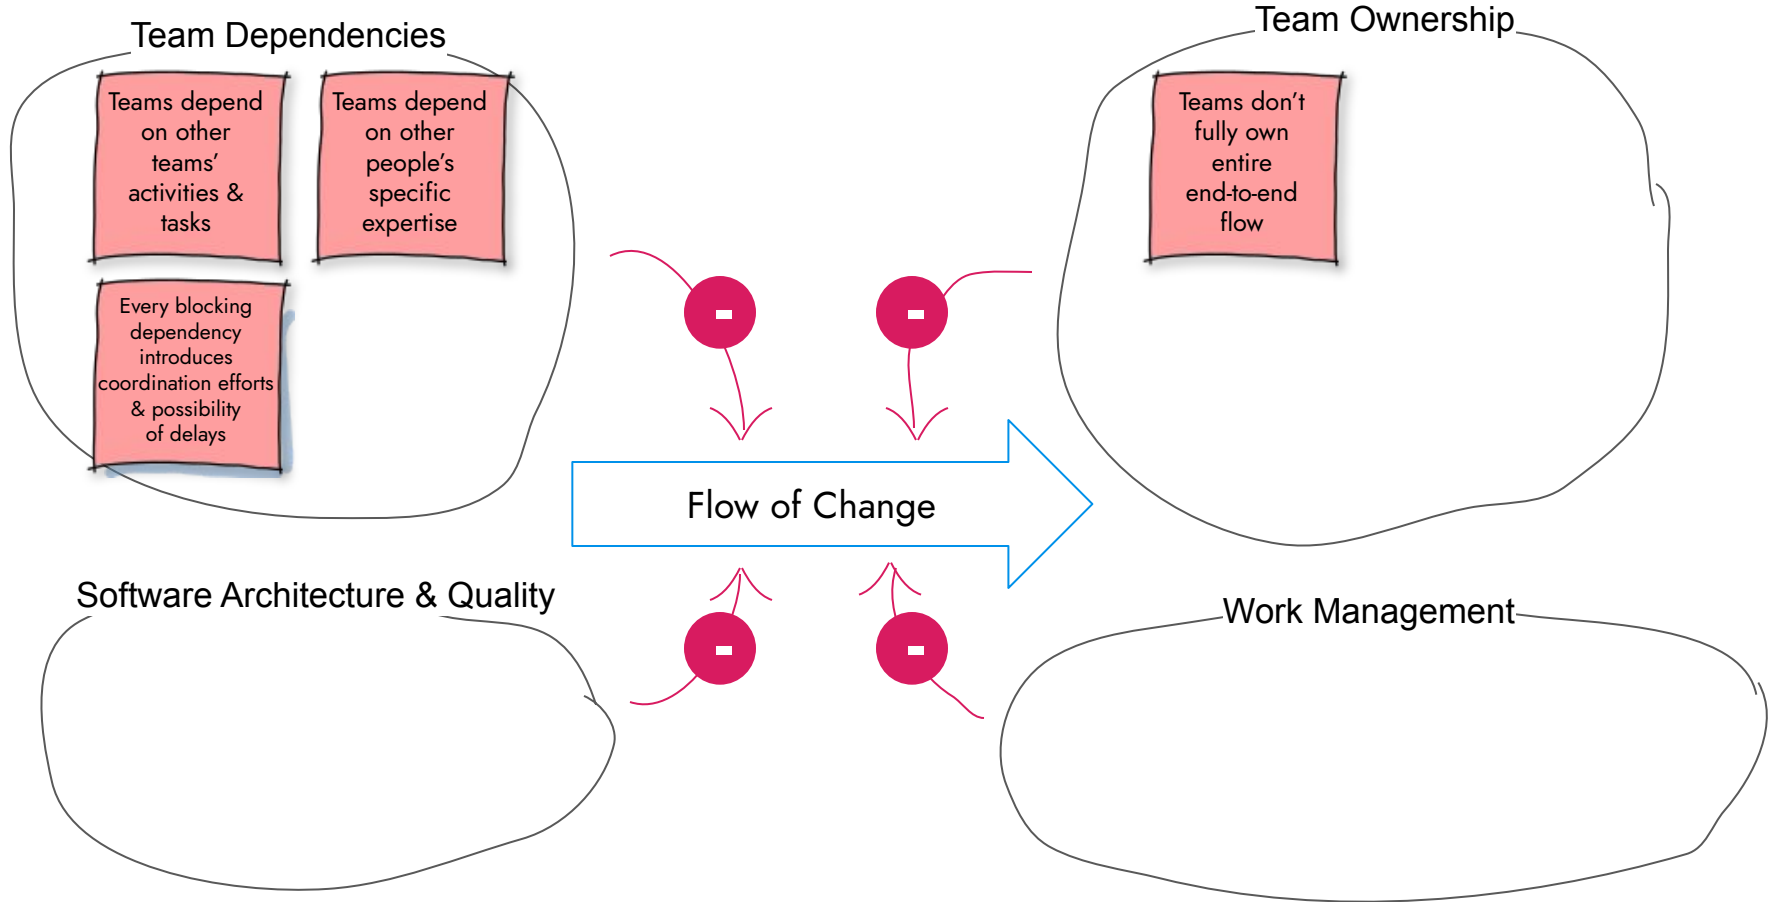 Team Dependencies
Teams depend
on other
teams’
activities &
tasks
Teams depend
on other
people’s
specific
expertise
Every blocking
dependency
introduces
coordination efforts
& possibility
of delays
Team Ownership
Teams don’t
fully own
entire
end-to-end
flow
-
-
Flow of Change
-
-
Software Architecture & Quality
Work Management